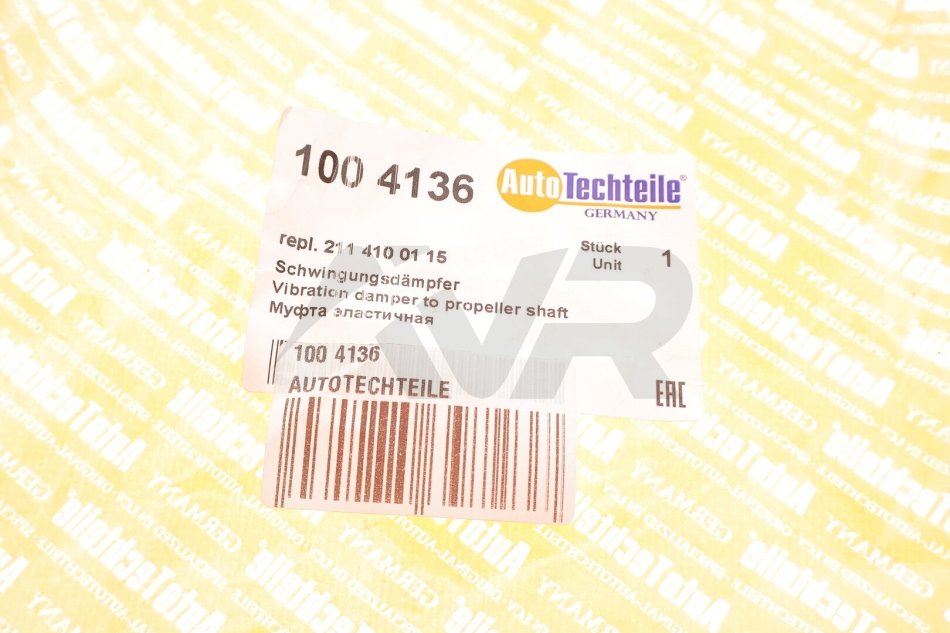 100 4136
AutoTechteile®
GERMANY
repl. 211 410 01 15
Stück
Unit
1
Schwingungsdämpfer
Vibration damper to propeller shaft
Муфта эластичная
100 4136
AUTOTECHTEILE
EAC